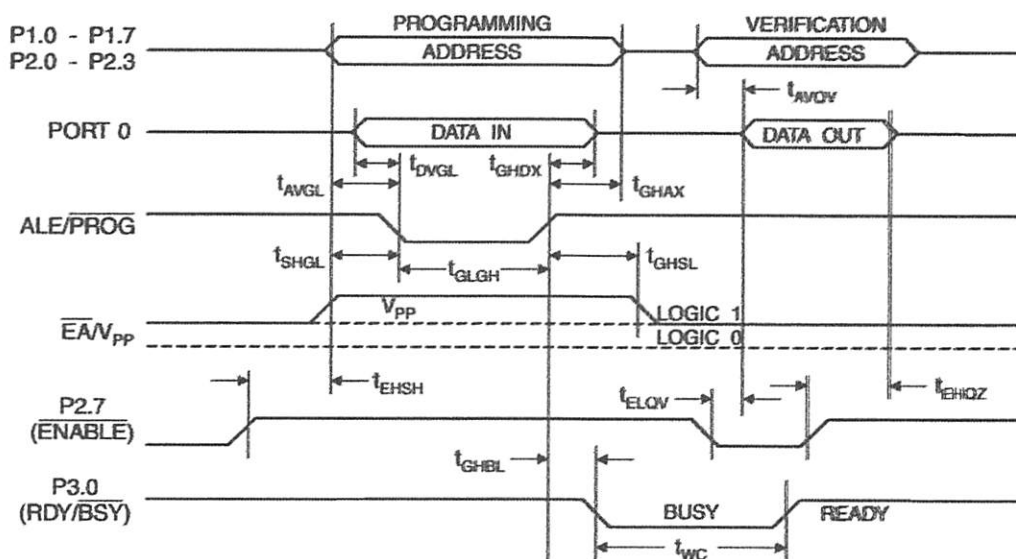 PROGRAMMING
VERIFICATION
P1.0 - P1.7
P2.0 - P2.3
ADDRESS
ADDRESS
tAVQV
PORT 0
DATA IN
DATA OUT
tDVGL
tGHDX
tAVGL
tGHAX
ALE/PROG
tSHGL
tGLGH
tGHSL
VPP
LOGIC 1
EA/VPP
LOGIC 0
tEHSH
tELQV
tEHQZ
P2.7
(ENABLE)
tGHBL
P3.0
(RDY/BSY)
BUSY
READY
tWC